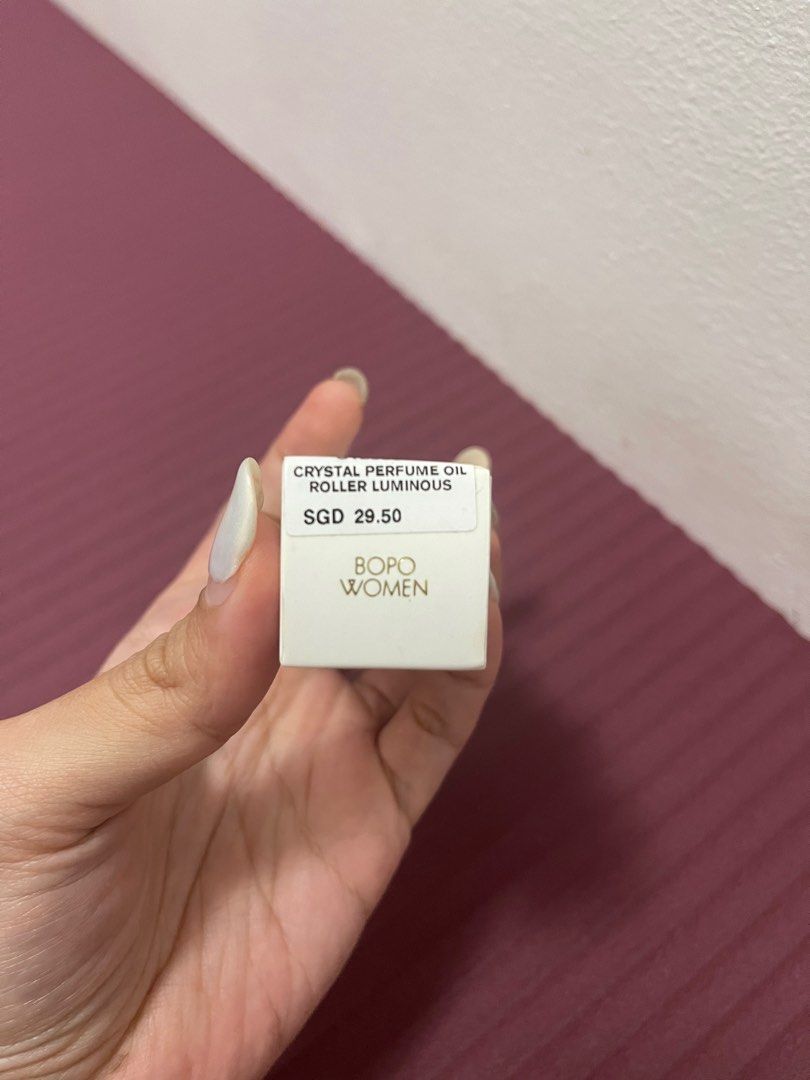 CRYSTAL PERFUME OIL
ROLLER LUMINOUS
SGD 29.50
BOPO
WOMEN